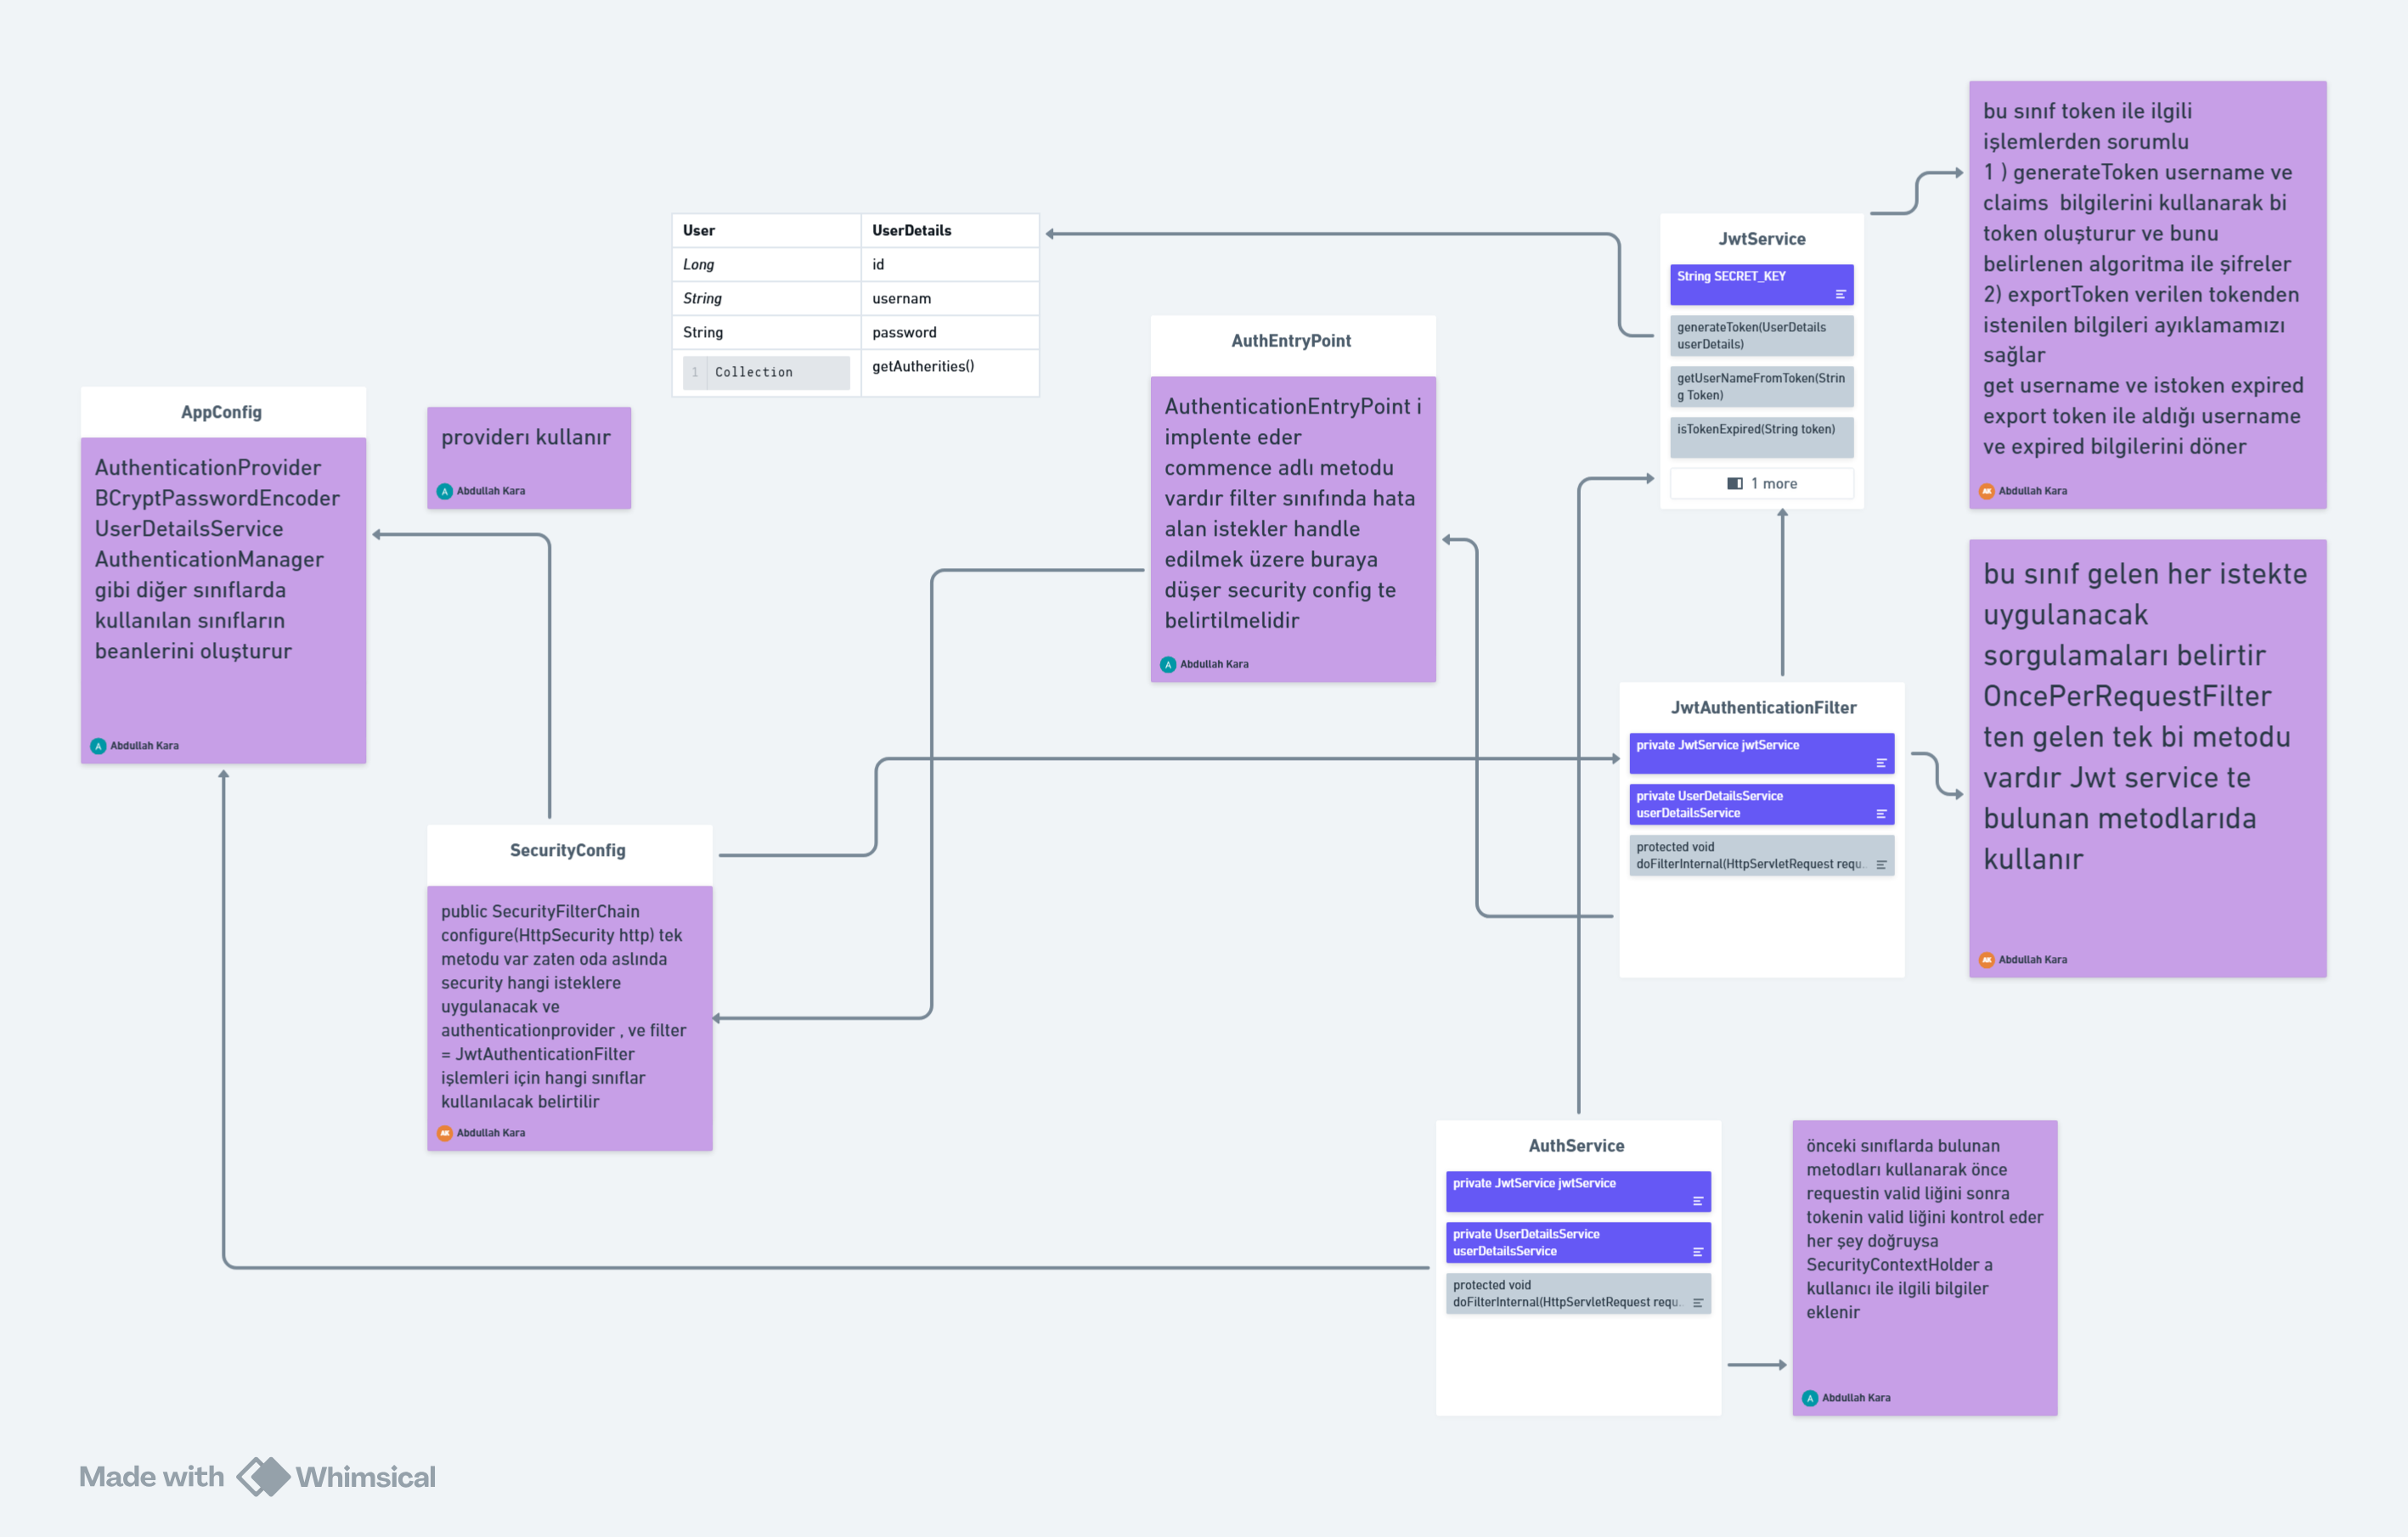 bu sınıf token ile ilgili
işlemlerden sorumlu
1 ) generateToken username ve
claims  bilgilerini kullanarak bi
token oluşturur ve bunu
belirlenen algoritma ile şifreler
2) exportToken verilen tokenden
istenilen bilgileri ayıklamamızı
sağlar
get username ve istoken expired
export token ile aldığı username
ve expired bilgilerini döner
AK Abdullah Kara
User UserDetails
Long id
String usernam
String password
1 Collection getAutherities()
JwtService
String SECRET_KEY
generateToken(UserDetails
userDetails)
getUserNameFromToken(Strin
g Token)
isTokenExpired(String token)
1 more
AuthEntryPoint
AuthenticationEntryPoint i
implente eder
commence adlı metodu
vardır filter sınıfında hata
alan istekler handle
edilmek üzere buraya
düşer security config te
belirtilmelidir
A Abdullah Kara
AppConfig
AuthenticationProvider
BCryptPasswordEncoder
UserDetailsService
AuthenticationManager
gibi diğer sınıflarda
kullanılan sınıfların
beanlerini oluşturur
A Abdullah Kara
providerı kullanır
A Abdullah Kara
bu sınıf gelen her istekte
uygulanacak
sorgulamaları belirtir
OncePerRequestFilter
ten gelen tek bi metodu
vardır Jwt service te
bulunan metodlarıda
kullanır
AK Abdullah Kara
JwtAuthenticationFilter
private JwtService jwtService
private UserDetailsService
userDetailsService
protected void
doFilterInternal(HttpServletRequest requ..
SecurityConfig
public SecurityFilterChain
configure(HttpSecurity http) tek
metodu var zaten oda aslında
security hangi isteklere
uygulanacak ve
authenticationprovider , ve filter
= JwtAuthenticationFilter
işlemleri için hangi sınıflar
kullanılacak belirtilir
AK Abdullah Kara
AuthService
private JwtService jwtService
private UserDetailsService
userDetailsService
protected void
doFilterInternal(HttpServletRequest requ..
önceki sınıflarda bulunan
metodları kullanarak önce
requestin valid liğini sonra
tokenin valid liğini kontrol eder
her şey doğruysa
SecurityContextHolder a
kullanıcı ile ilgili bilgiler
eklenir
A Abdullah Kara
Made with Whimsical